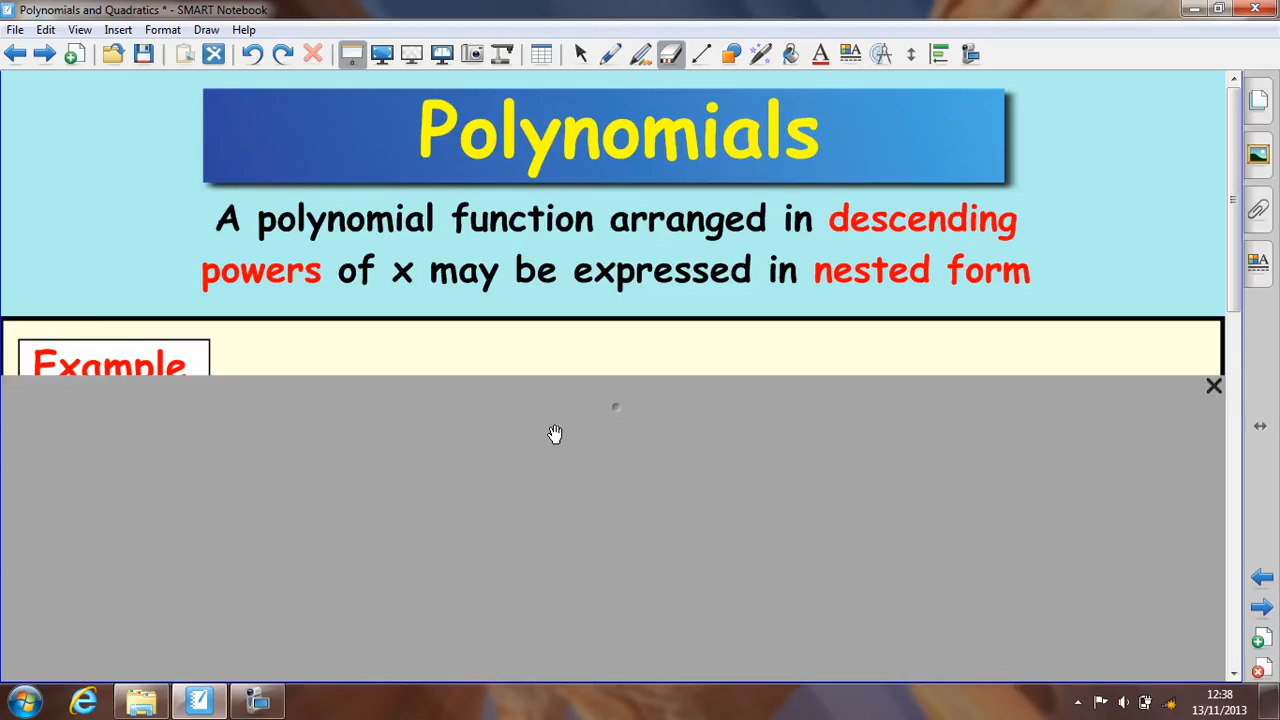 Polynomials and Quadratics * - SMART Notebook
File Edit View Insert Format Draw Help
Polynomials
A polynomial function arranged in descending
powers of x may be expressed in nested form
Example
12:38
13/11/2013